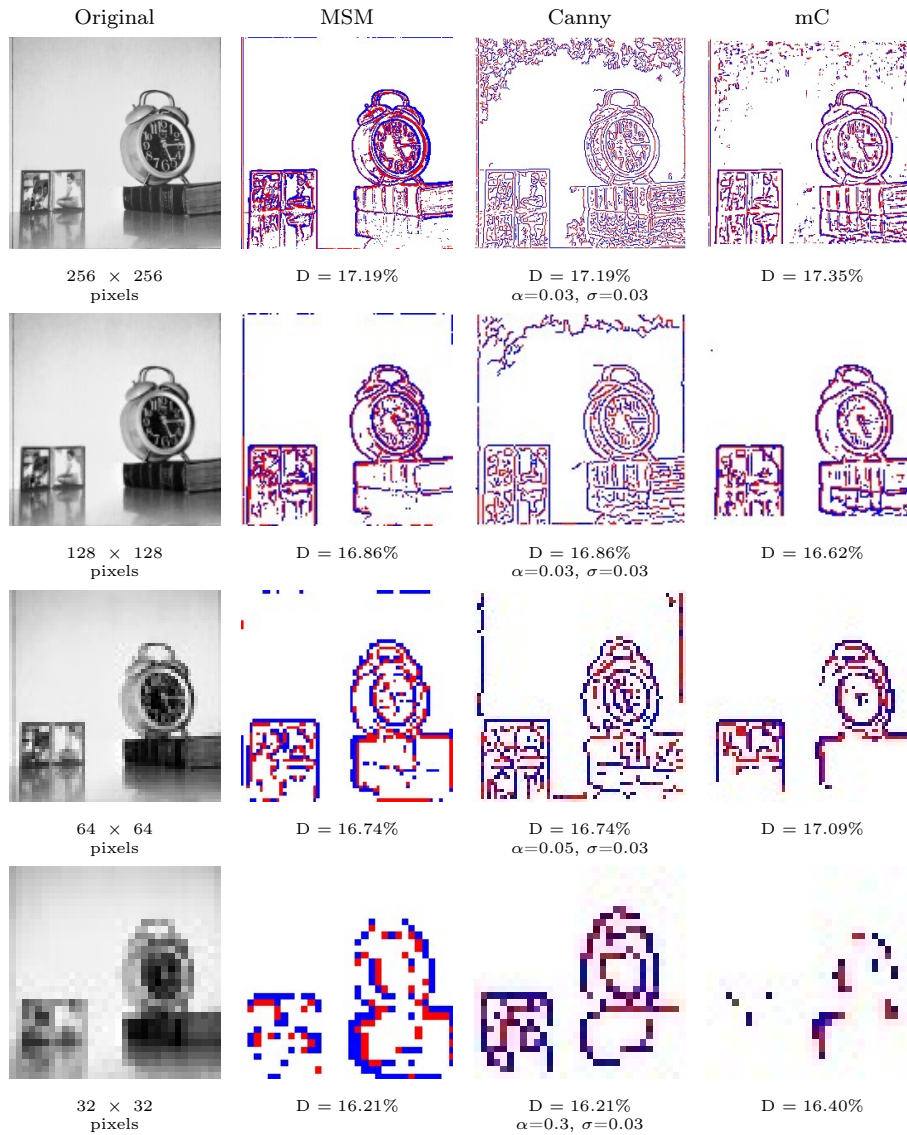 Original MSM Canny mC
256 × 256 D = 17.19% D = 17.19% D = 17.35%
pixels α=0.03, σ=0.03
128 × 128 D = 16.86% D = 16.86% D = 16.62%
pixels α=0.03, σ=0.03
64 × 64 D = 16.74% D = 16.74% D = 17.09%
pixels α=0.05, σ=0.03
32 × 32 D = 16.21% D = 16.21% D = 16.40%
pixels α=0.3, σ=0.03